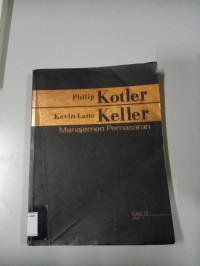 Philip Kotler
Kevin Lane Keller
Manajemen Pemasaran